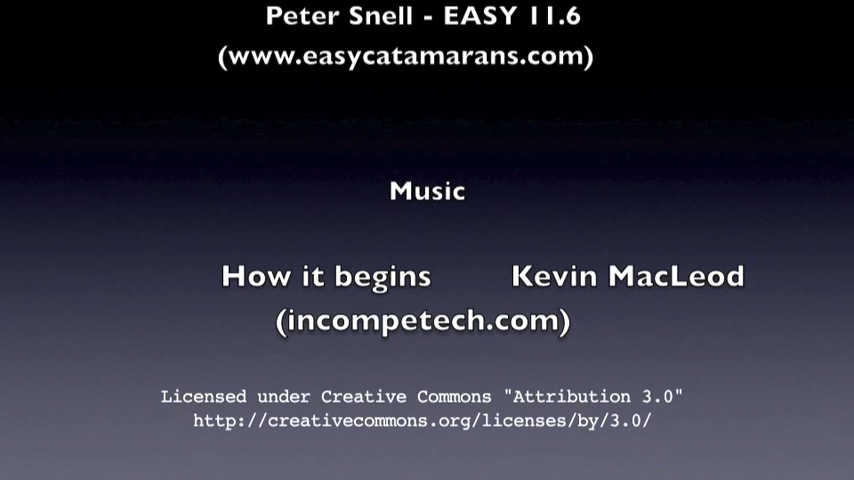 Peter Snell - EASY 11.6
(www.easycatamarans.com)
Music
How it begins Kevin MacLeod
(incompetech.com)
Licensed under Creative Commons "Attribution 3.0"
http://creativecommons.org/licenses/by/3.0/